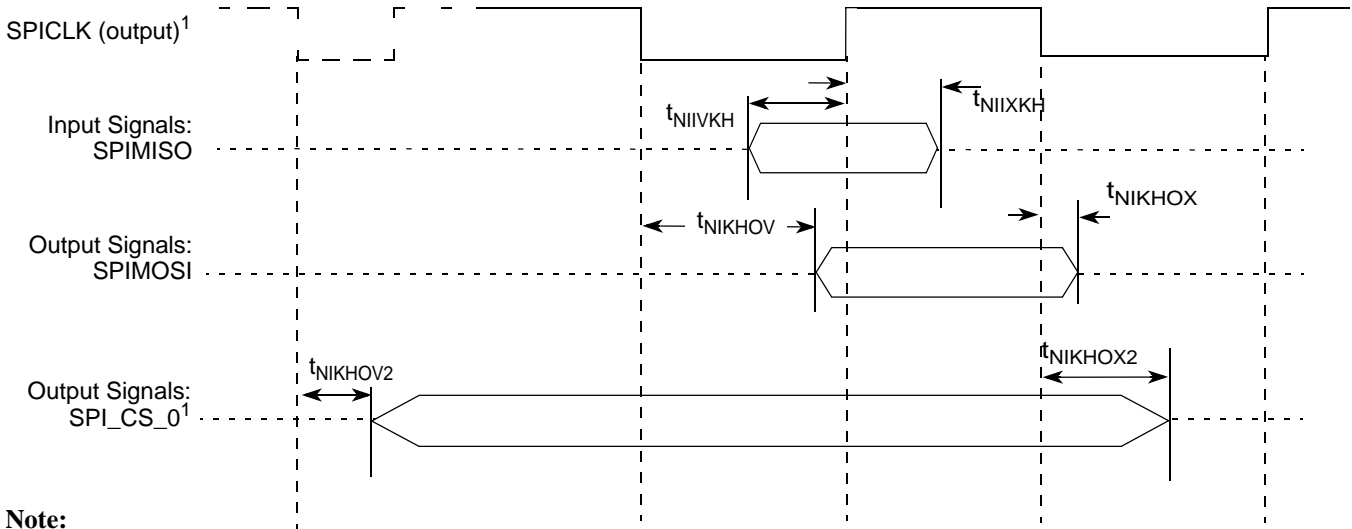 SPICLK (output)1
tNIIVKH
tNIIXKH
Input Signals:
SPIMISO
tNIKHOX
tNIKHOV
Output Signals:
SPIMOSI
tNIKHOV2
tNIKHOX2
Output Signals:
SPI_CS_01
Note: